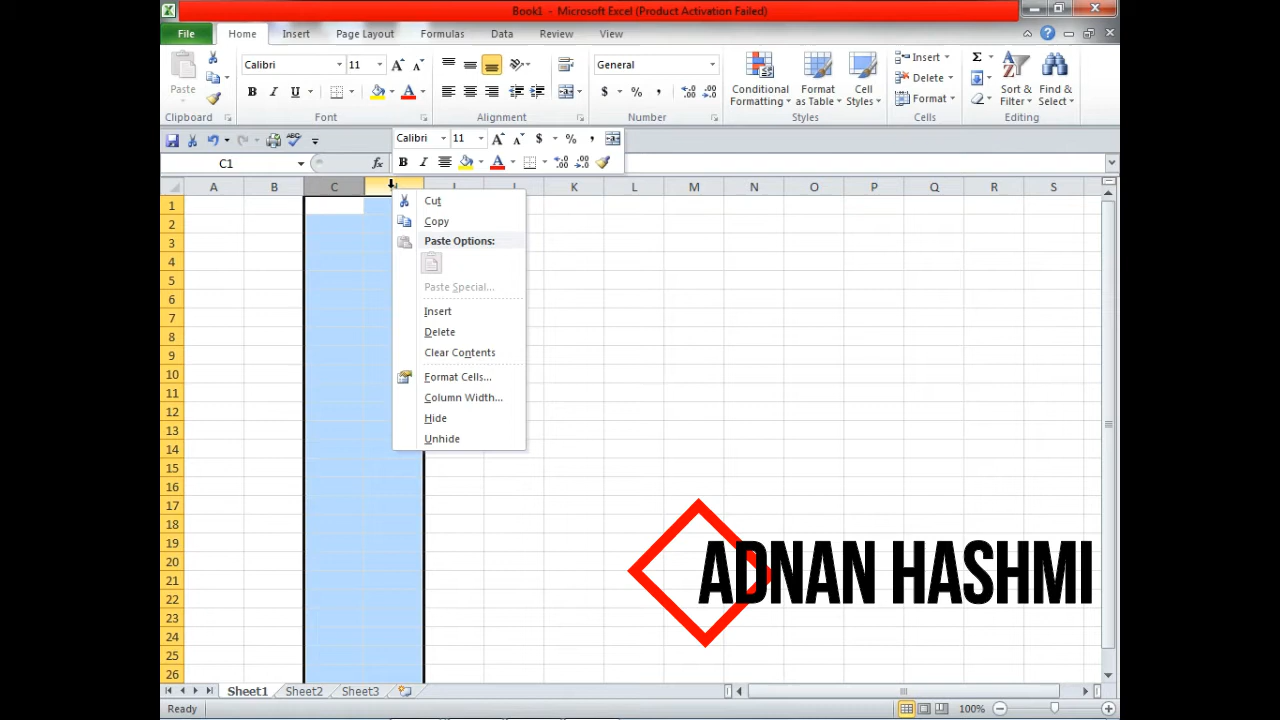 Book1 - Microsoft Excel (Product Activation Failed)
File Home Insert Page Layout Formulas Data Review View
Calibri 11 General
Paste Conditional Formatting Format as Table Cell Styles Insert Delete Format Sort & Filter Find & Select
Clipboard Font Alignment Number Styles Cells Editing
Calibri 11
C1
A B C K L M N O P Q R S
1
2
3
4
5
6
7
8
9
10
11
12
13
14
15
16
17
18
19
20
21
22
23
24
25
26
Cut
Copy
Paste Options:
Paste Special...
Insert
Delete
Clear Contents
Format Cells...
Column Width...
Hide
Unhide
ADNAN HASHMI
Sheet1 Sheet2 Sheet3
Ready 100%